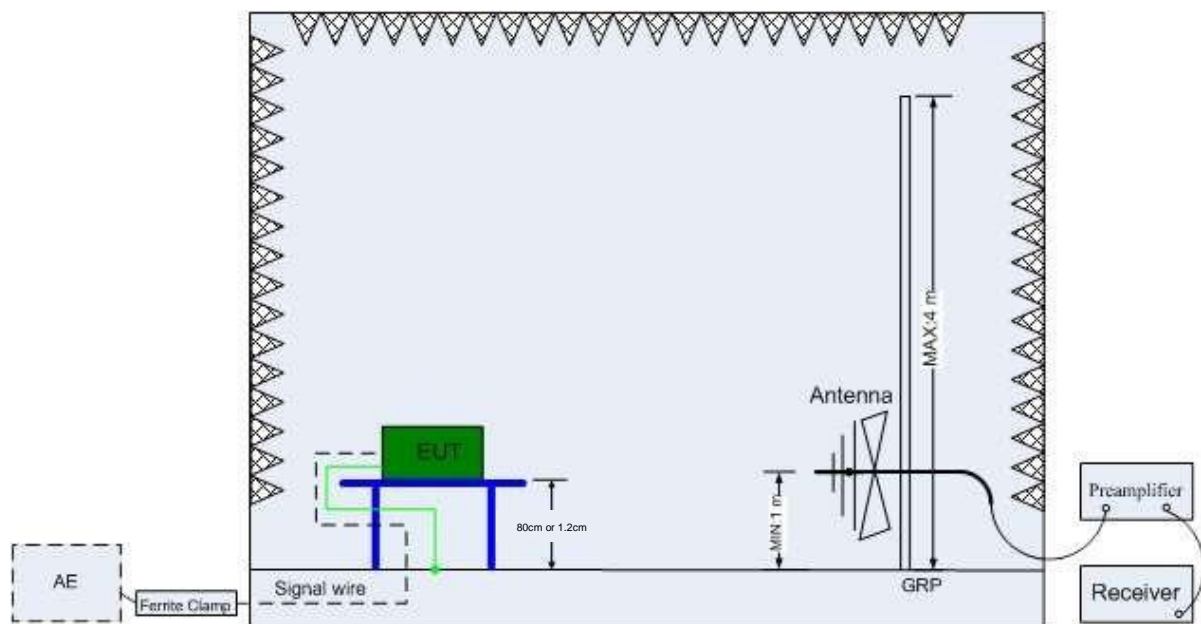 EUT
80cm or 1.2cm
Antenna
MIN:1 m
MAX:4 m
GRP
Preamplifier
Receiver
AE
Ferrite Clamp
Signal wire